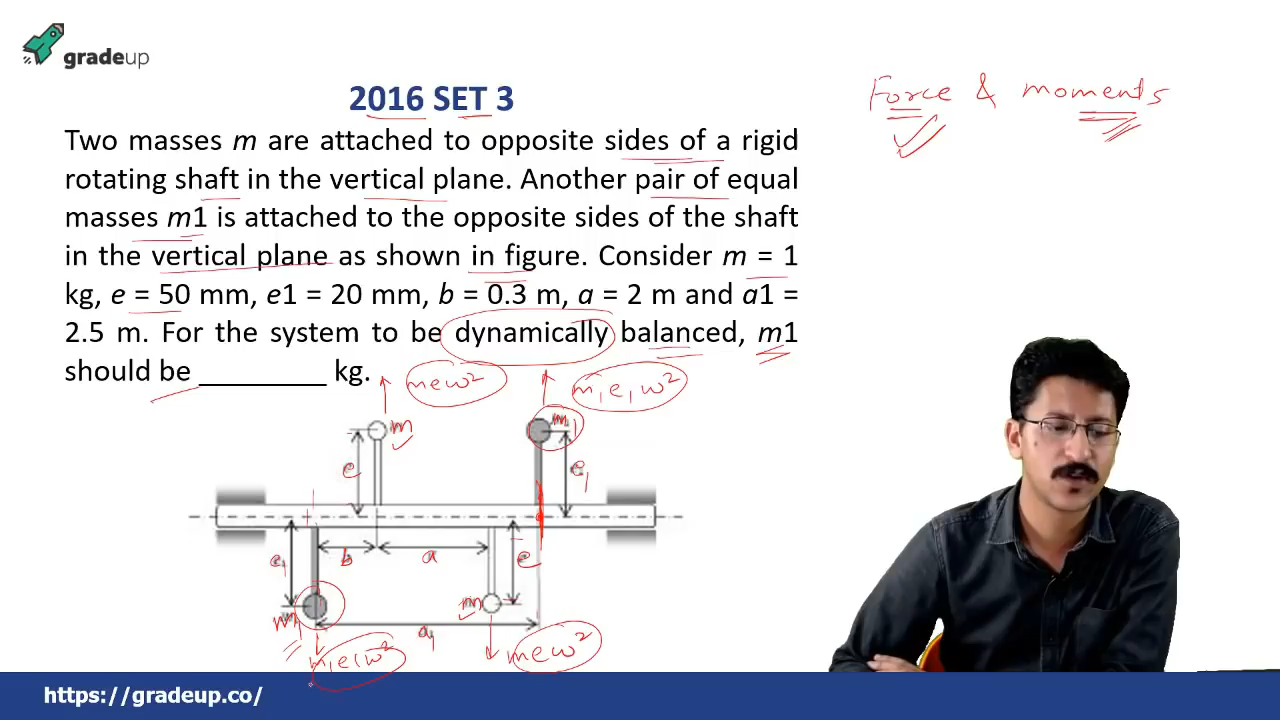 gradeup
2016 SET 3
Force & moments
Two masses m are attached to opposite sides of a rigid
rotating shaft in the vertical plane. Another pair of equal
masses m1 is attached to the opposite sides of the shaft
in the vertical plane as shown in figure. Consider m = 1
kg, e = 50 mm, e1 = 20 mm, b = 0.3 m, a = 2 m and a1 =
2.5 m. For the system to be dynamically balanced, m1
should be ________ kg.
meω²
m₁e₁ω²
m
m₁
e
e₁
e₁
b
a
e
m₁
m
a₁
m₁e₁ω²
meω²
https://gradeup.co/